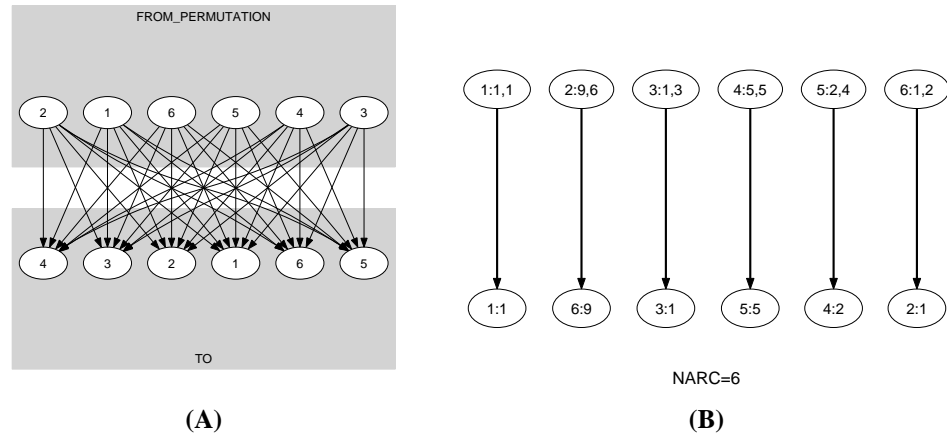 FROM_PERMUTATION
2 1 6 5 4 3
4 3 2 1 6 5
TO
(A)
1:1,1 2:9,6 3:1,3 4:5,5 5:2,4 6:1,2
1:1 6:9 3:1 5:5 4:2 2:1
NARC=6
(B)